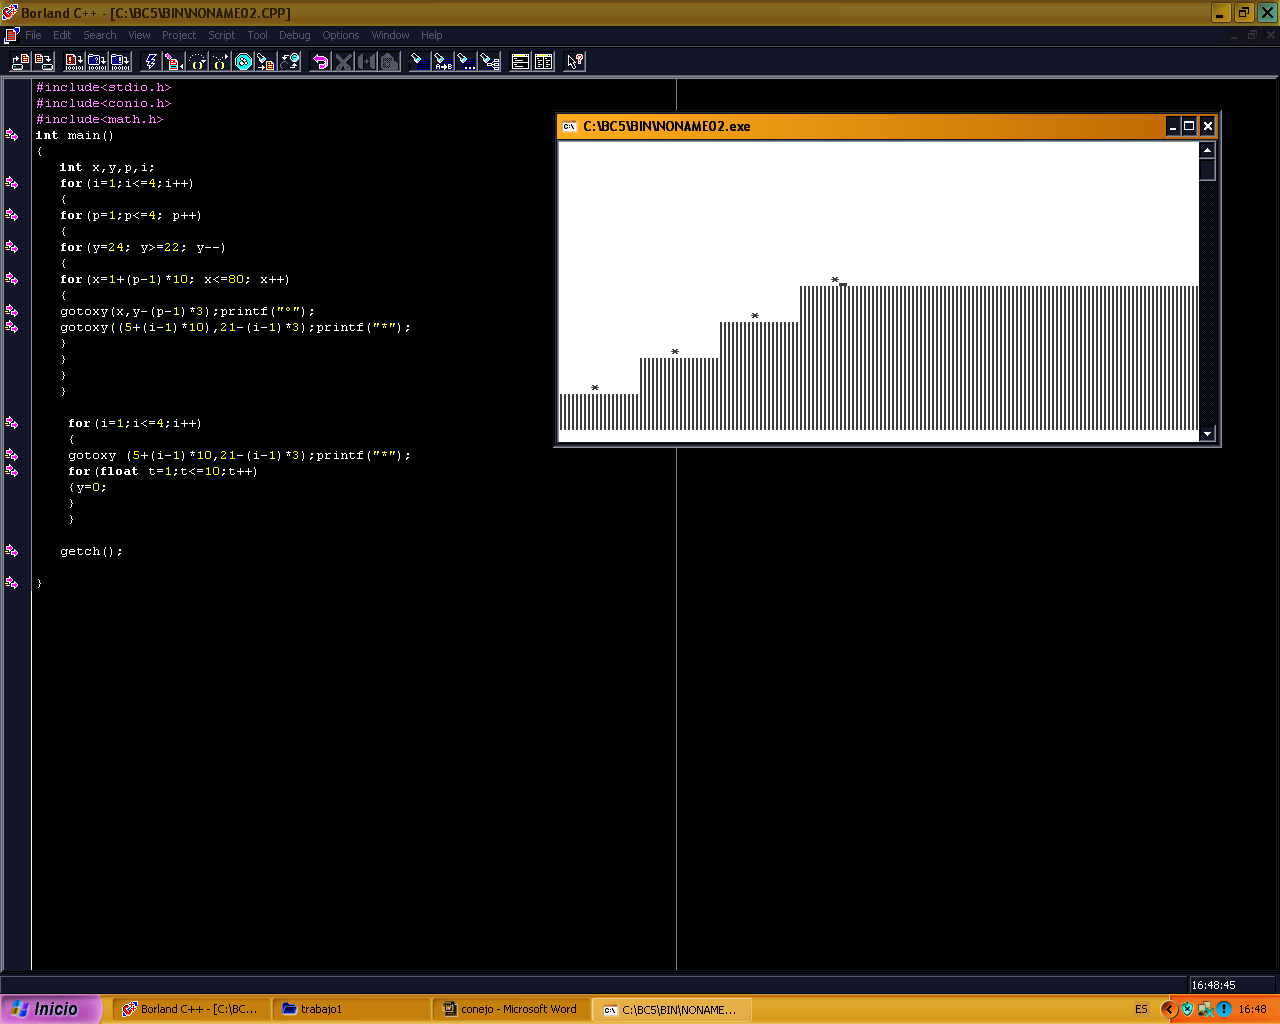 Borland C++ - [C:\BC5\BIN\NONAME02.CPP]
File Edit Search View Project Script Tool Debug Options Window Help
#include<stdio.h>
#include<conio.h>
#include<math.h>
int main()
{
int x,y,p,i;
for(i=1;i<=4;i++)
{
for(p=1;p<=4; p++)
{
for(y=24; y>=22; y--)
{
for(x=1+(p-1)*10; x<=80; x++)
{
gotoxy(x,y-(p-1)*3);printf("°");
gotoxy((5+(i-1)*10),21-(i-1)*3);printf("*");
}
}
}
}
for(i=1;i<=4;i++)
{
gotoxy (5+(i-1)*10,21-(i-1)*3);printf("*");
for(float t=1;t<=10;t++)
{y=0;
}
}
getch();
}
C:\BC5\BIN\NONAME02.exe
*
*
*
*
16:48:45
Inicio
Borland C++ - [C:\BC...
trabajo1
conejo - Microsoft Word
C:\BC5\BIN\NONAME...
ES
16:48